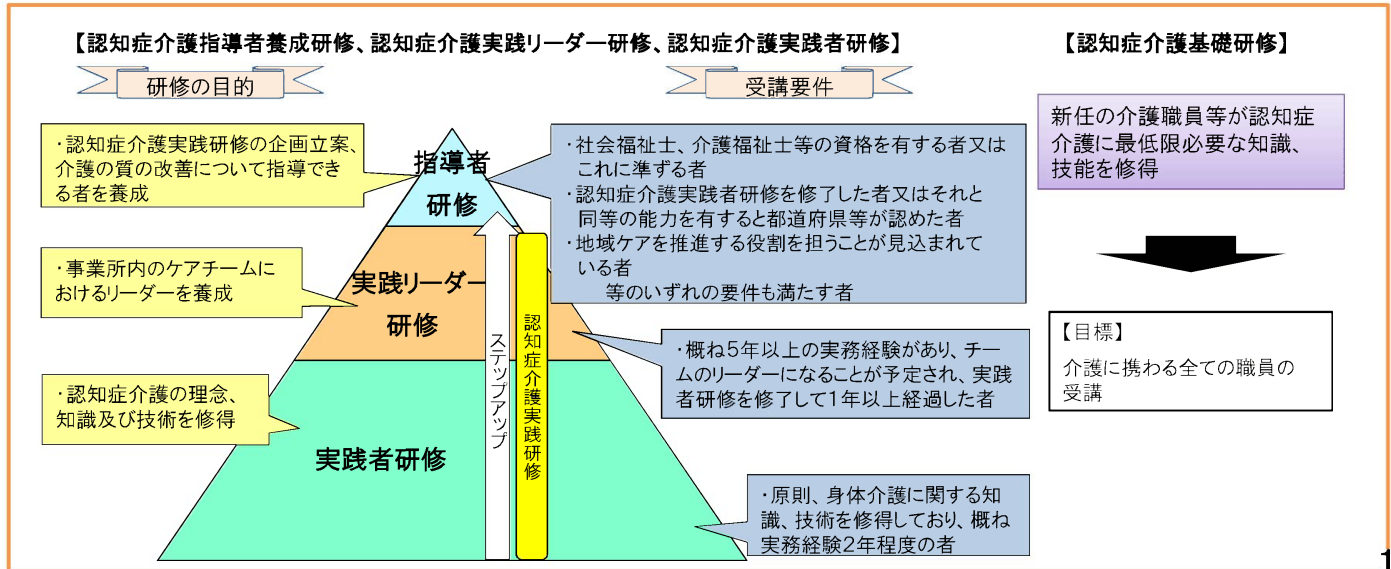 【認知症介護指導者養成研修、認知症介護実践リーダー研修、認知症介護実践者研修】
研修の目的
受講要件
・認知症介護実践研修の企画立案、
介護の質の改善について指導でき
る者を養成
・事業所内のケアチームに
おけるリーダーを養成
・認知症介護の理念、
知識及び技術を修得
指導者
研修
実践リーダー
研修
実践者研修
ステップアップ
認知症介護実践研修
・社会福祉士、介護福祉士等の資格を有する者又は
これに準ずる者
・認知症介護実践者研修を修了した者又はそれと
同等の能力を有すると都道府県等が認めた者
・地域ケアを推進する役割を担うことが見込まれて
いる者
等のいずれの要件も満たす者
・概ね5年以上の実務経験があり、チー
ムのリーダーになることが予定され、実践
者研修を修了して1年以上経過した者
・原則、身体介護に関する知
識、技術を修得しており、概ね
実務経験2年程度の者
【認知症介護基礎研修】
新任の介護職員等が認知症
介護に最低限必要な知識、
技能を修得
【目標】
介護に携わる全ての職員の
受講
1